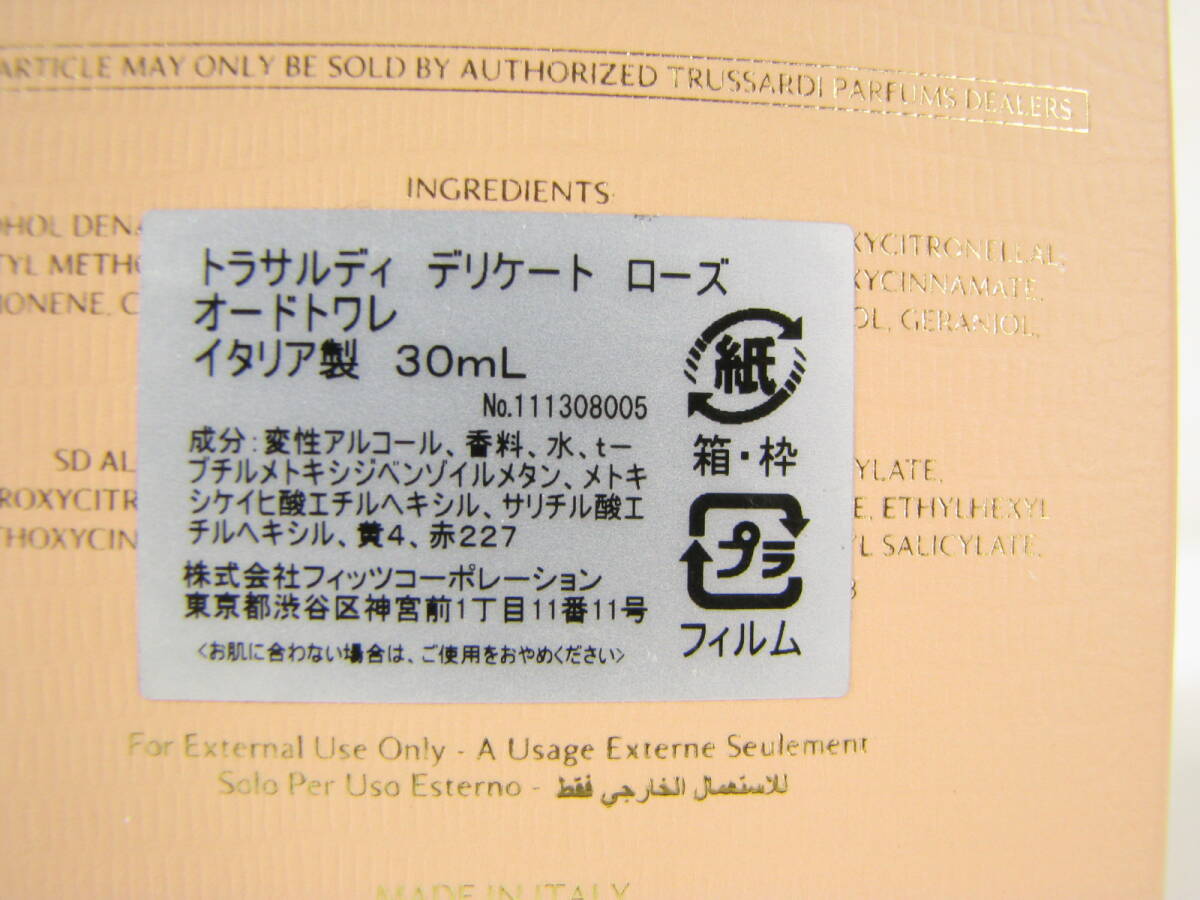 ARTICLE MAY ONLY BE SOLD BY AUTHORIZED TRUSSARDI PARFUMS DEALERS
INGREDIENTS
トラサルディ デリケート ローズ
オードトワレ
イタリア製 30mL
No.111308005
成分:変性アルコール、香料、水、t-
ブチルメトキシジベンゾイルメタン、メトキ
シケイヒ酸エチルヘキシル、サリチル酸エ
チルヘキシル、黄4、赤227
株式会社フィッツコーポレーション
東京都渋谷区神宮前1丁目11番11号
<お肌に合わない場合は、ご使用をおやめください>
紙
箱・枠
プラ
フィルム
GERANIOL,
SD
ETHYLHEXYL
SALICYLATE,
For External Use Only - A Usage Externe Seulement
Solo Per Uso Esterno - للاستعمال الخارجي فقط
MADE IN ITALY